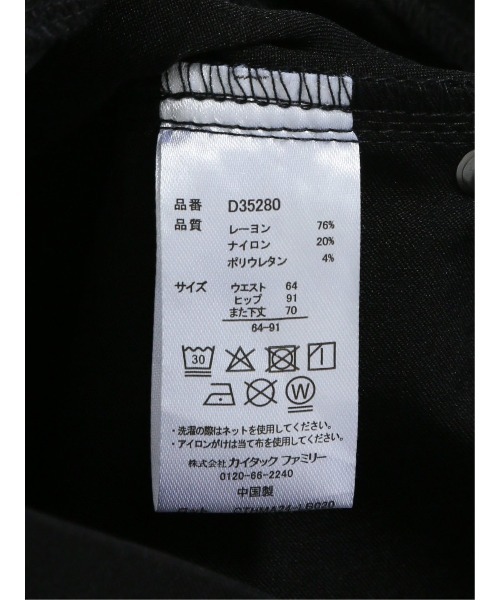 品番 D35280
品質 レーヨン 76%
ナイロン 20%
ポリウレタン 4%
サイズ ウエスト 64
ヒップ 91
また下丈 70
64-91
30
W
・洗濯の際はネットを使用してください。
・アイロンがけは当て布を使用してください。
株式会社 カイタック ファミリー
0120-66-2240
中国製